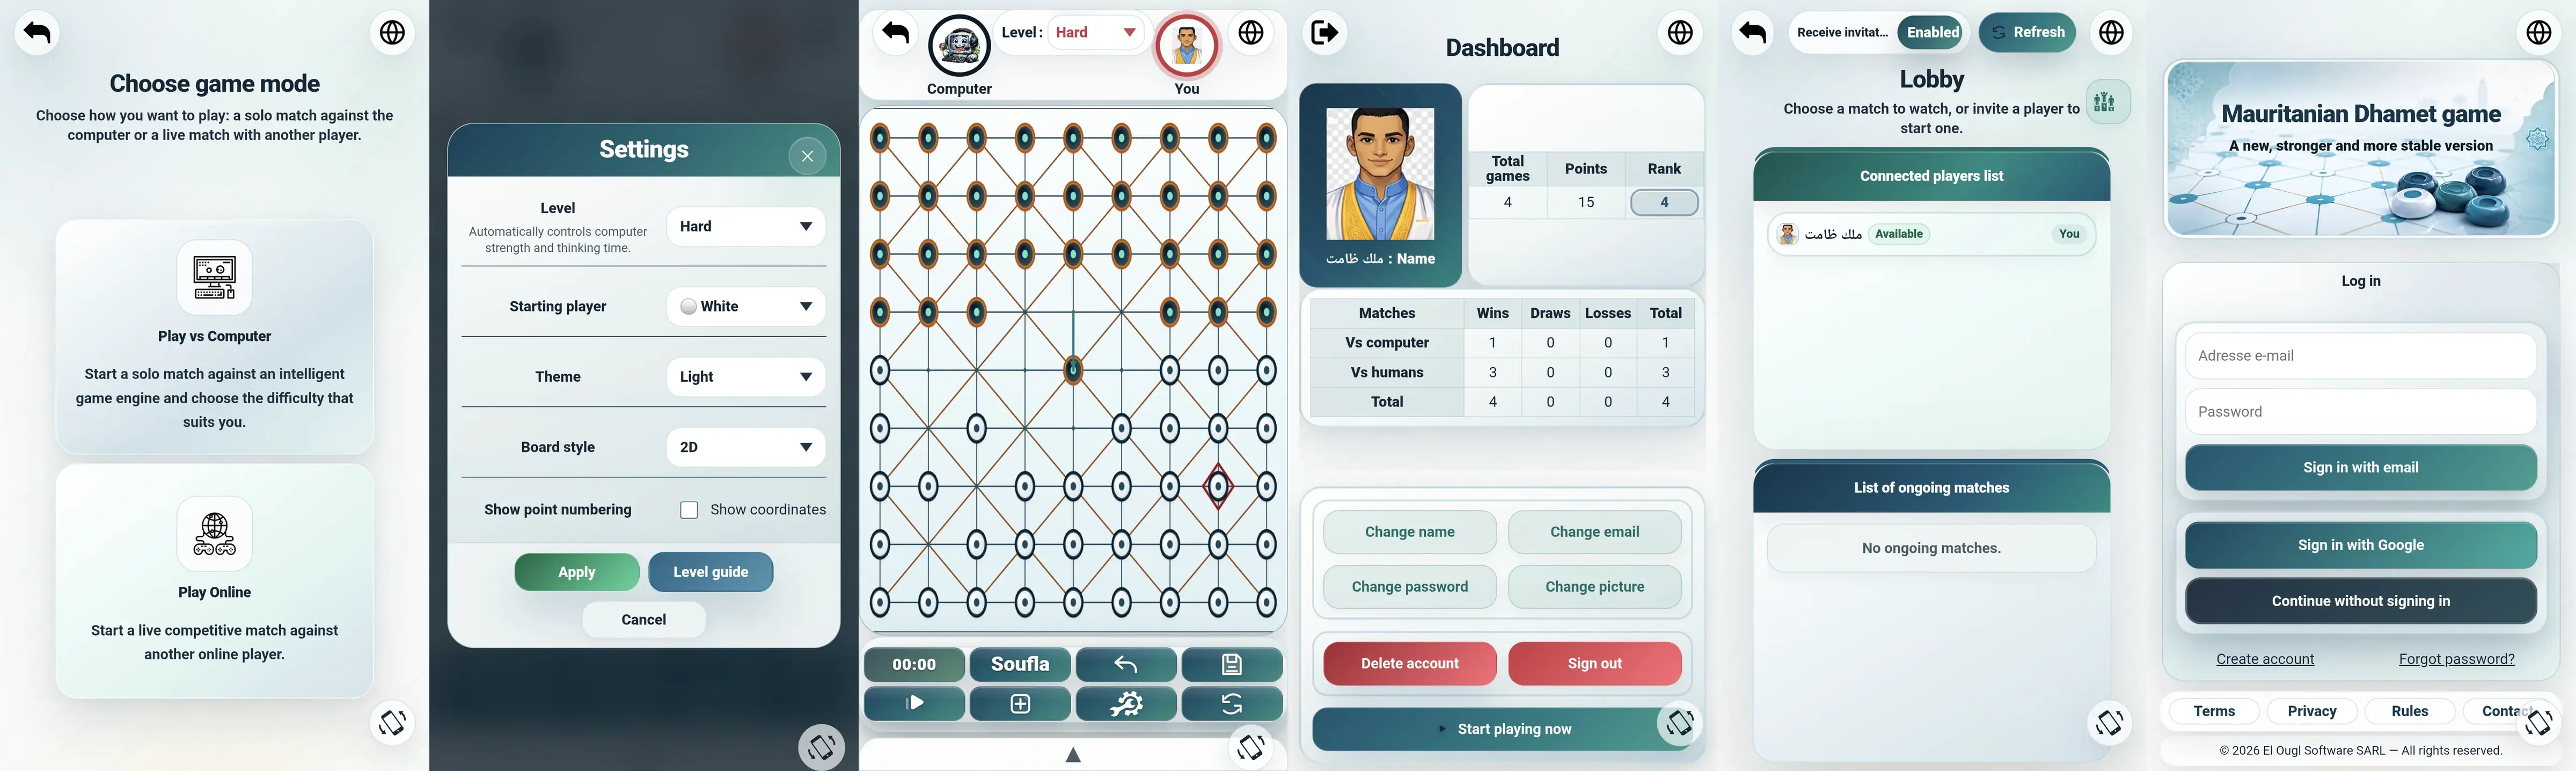 Choose game mode
Choose how you want to play: a solo match against the
computer or a live match with another player.
Play vs Computer
Start a solo match against an intelligent
game engine and choose the difficulty that
suits you.
Play Online
Start a live competitive match against
another online player.
Settings
Level
Automatically controls computer
strength and thinking time.
Hard
Starting player
White
Theme
Light
Board style
2D
Show point numbering
Show coordinates
Apply
Level guide
Cancel
Level :
Hard
Computer
You
00:00
Soufla
Dashboard
ملك ظامت : Name
Total games
Points
Rank
4
15
4
Matches Wins Draws Losses Total
Vs computer 1 0 0 1
Vs humans 3 0 0 3
Total 4 0 0 4
Change name
Change email
Change password
Change picture
Delete account
Sign out
Start playing now
Receive invitat...
Enabled
Refresh
Lobby
Choose a match to watch, or invite a player to
start one.
Connected players list
ملك ظامت
Available
You
List of ongoing matches
No ongoing matches.
Mauritanian Dhamet game
A new, stronger and more stable version
Log in
Adresse e-mail
Password
Sign in with email
Sign in with Google
Continue without signing in
Create account
Forgot password?
Terms
Privacy
Rules
Contact
© 2026 El Ougl Software SARL — All rights reserved.